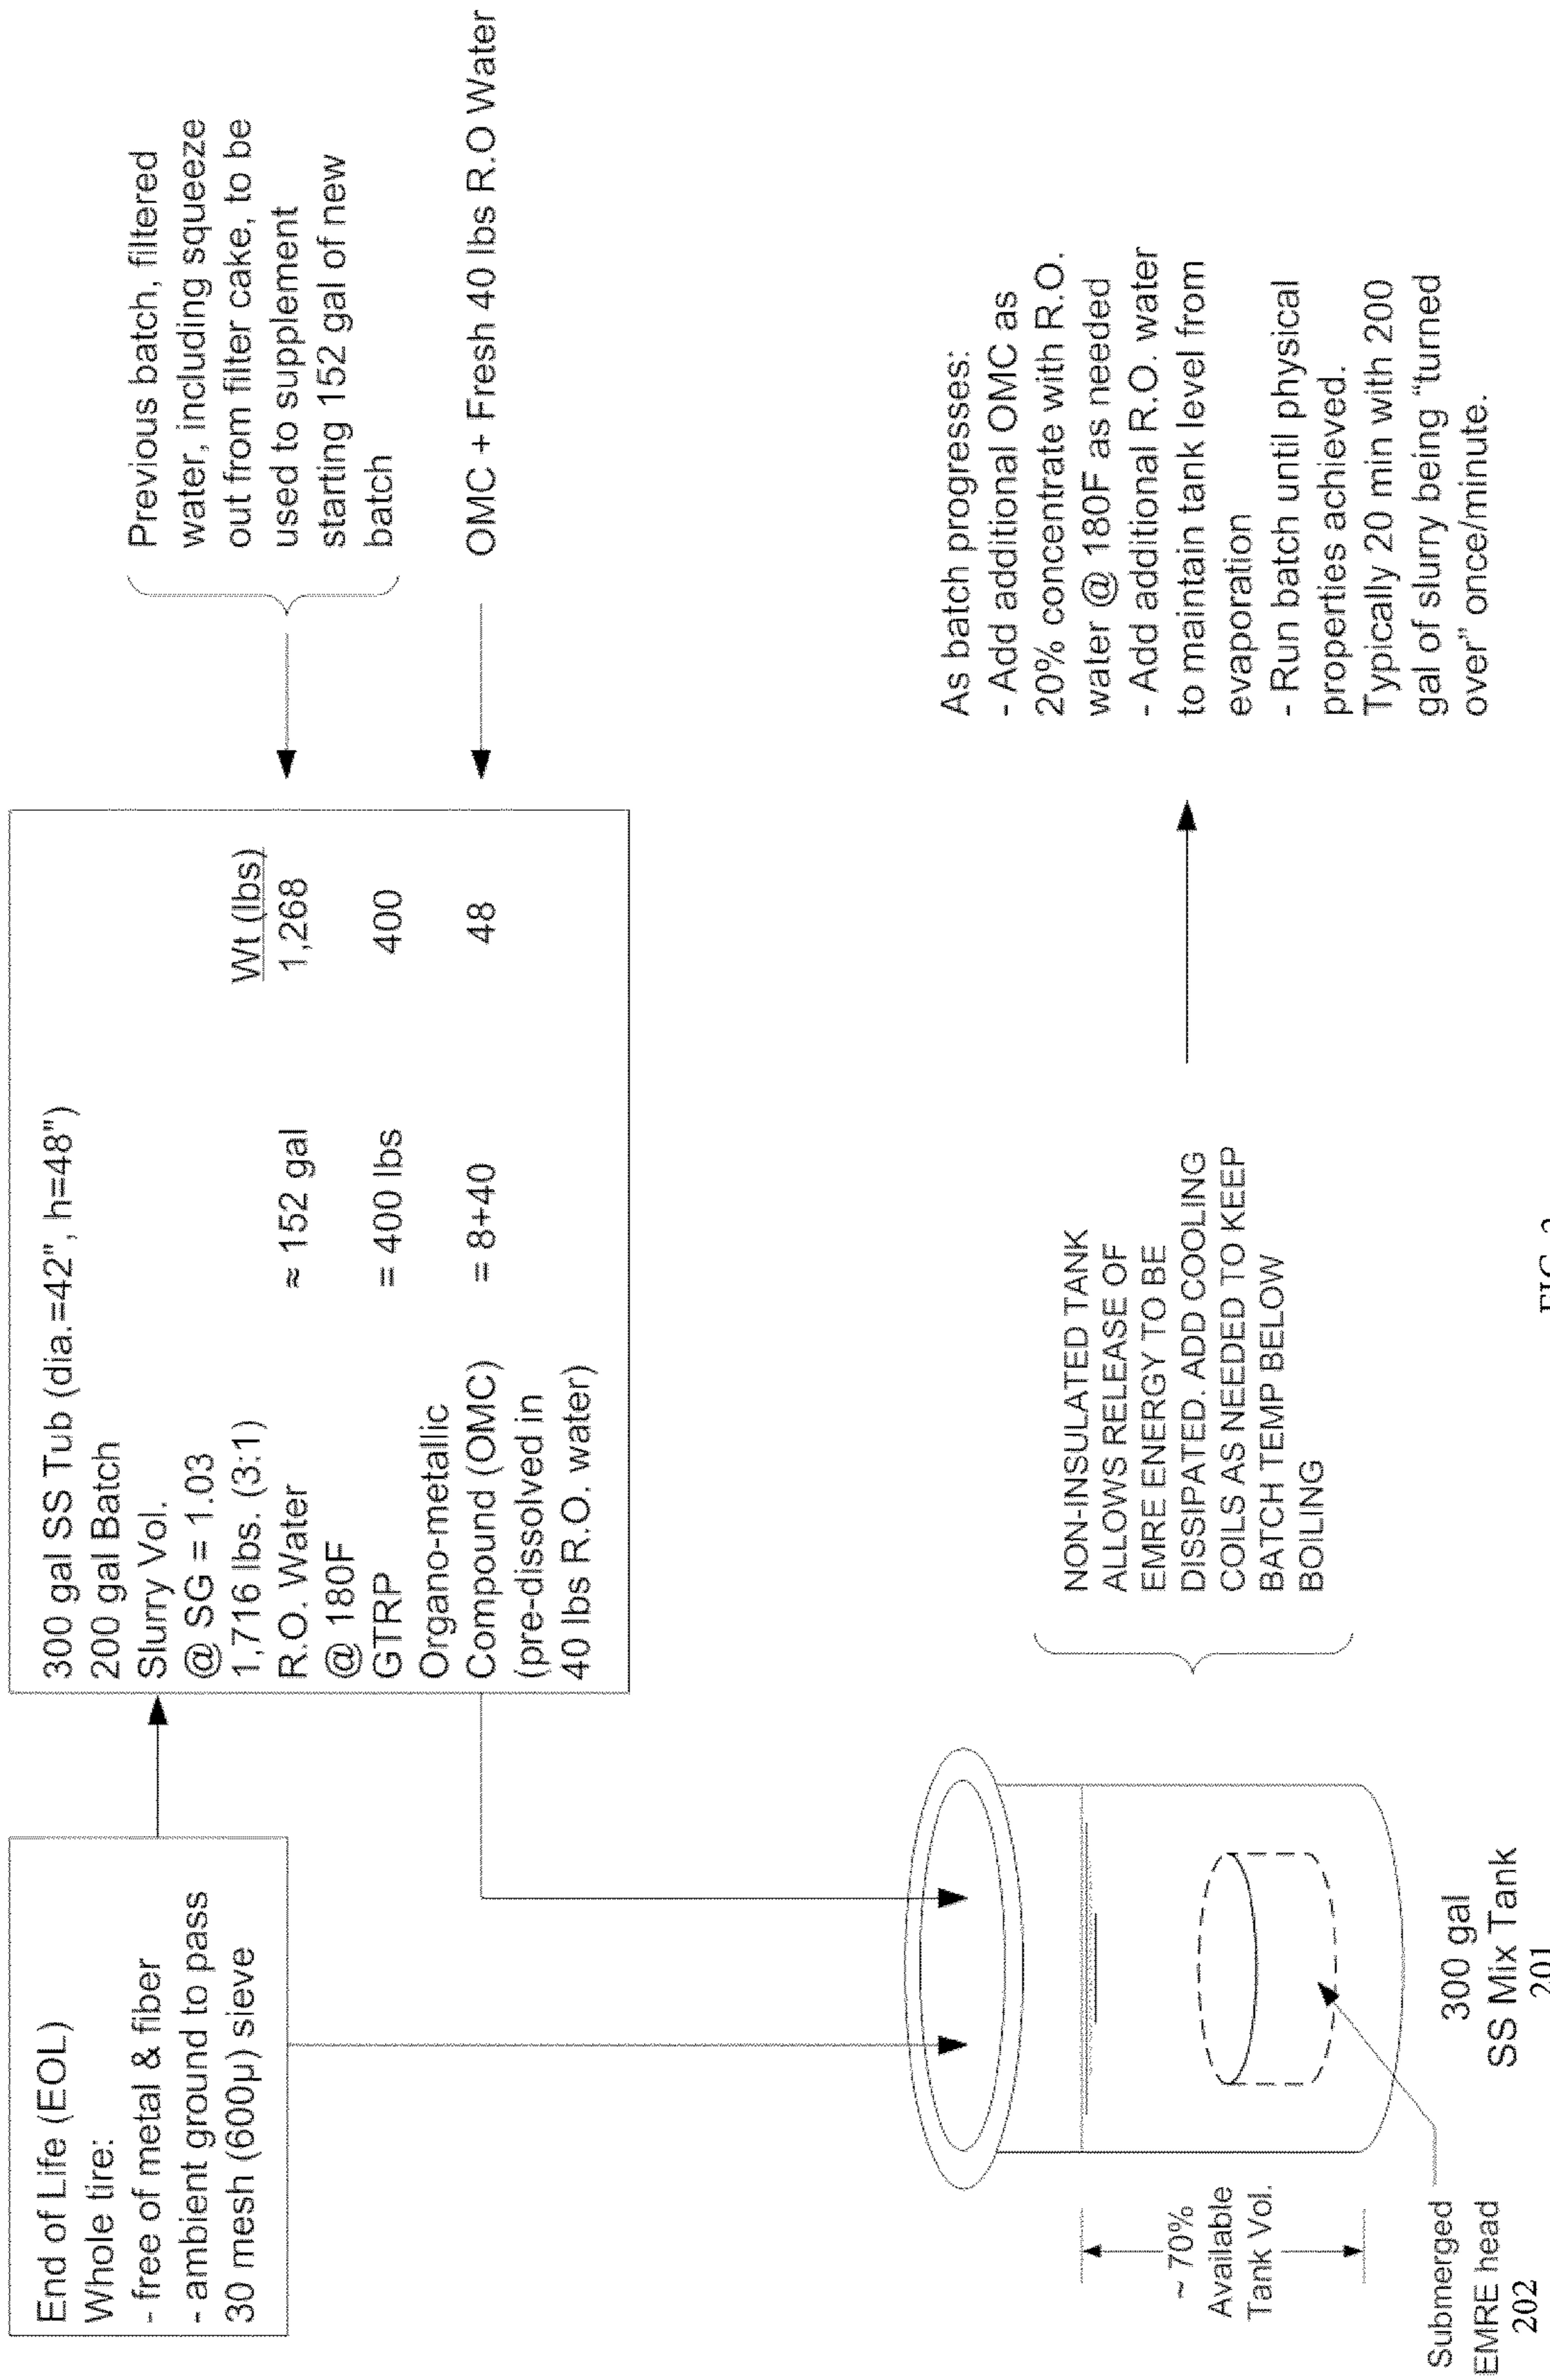 End of Life (EOL)
Whole tire:
- free of metal & fiber
- ambient ground to pass
30 mesh (600µ) sieve
300 gal SS Tub (dia.=42", h=48")
200 gal Batch
Slurry Vol.
@ SG = 1.03
1,716 lbs. (3:1) Wt (lbs)
R.O. Water ≈ 152 gal 1,268
@ 180F
GTRP = 400 lbs 400
Organo-metallic
Compound (OMC) = 8+40 48
(pre-dissolved in
40 lbs R.O. water)
Previous batch, filtered
water, including squeeze
out from filter cake, to be
used to supplement
starting 152 gal of new
batch
OMC + Fresh 40 lbs R.O Water
~ 70%
Available
Tank Vol.
Submerged
EMRE head
202
300 gal
SS Mix Tank
201
NON-INSULATED TANK
ALLOWS RELEASE OF
EMRE ENERGY TO BE
DISSIPATED. ADD COOLING
COILS AS NEEDED TO KEEP
BATCH TEMP BELOW
BOILING
As batch progresses:
- Add additional OMC as
20% concentrate with R.O.
water @ 180F as needed
- Add additional R.O. water
to maintain tank level from
evaporation
- Run batch until physical
properties achieved.
Typically 20 min with 200
gal of slurry being "turned
over" once/minute.